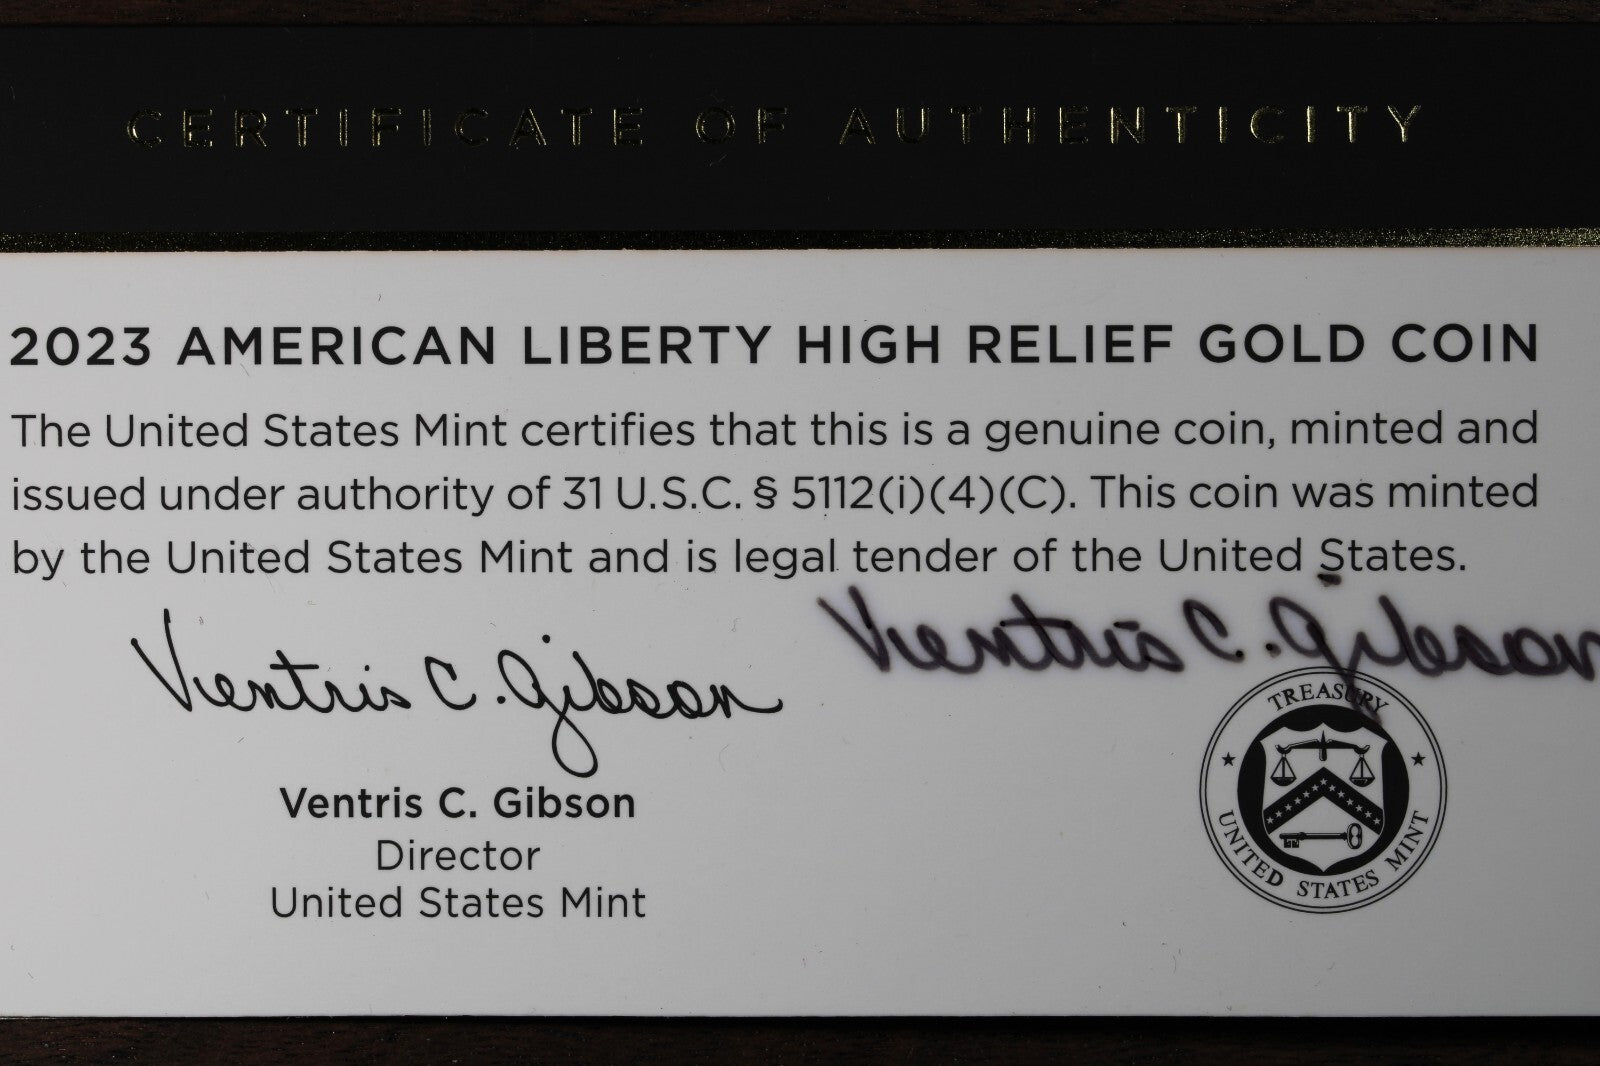 CERTIFICATE OF AUTHENTICITY
2023 AMERICAN LIBERTY HIGH RELIEF GOLD COIN
The United States Mint certifies that this is a genuine coin, minted and
issued under authority of 31 U.S.C. § 5112(i)(4)(C). This coin was minted
by the United States Mint and is legal tender of the United States.
Ventris C. Gibson
Ventris C. Gibson
Ventris C. Gibson
Director
United States Mint
TREASURY
UNITED STATES MINT